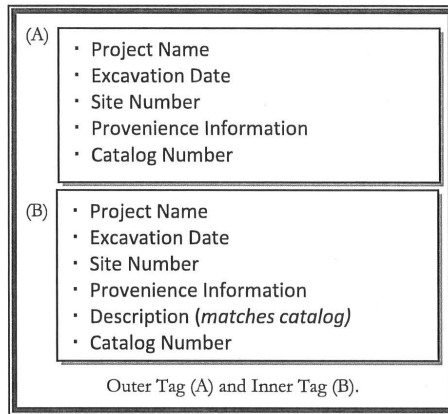 (A)
· Project Name
· Excavation Date
· Site Number
· Provenience Information
· Catalog Number
(B)
· Project Name
· Excavation Date
· Site Number
· Provenience Information
· Description (matches catalog)
· Catalog Number
Outer Tag (A) and Inner Tag (B).